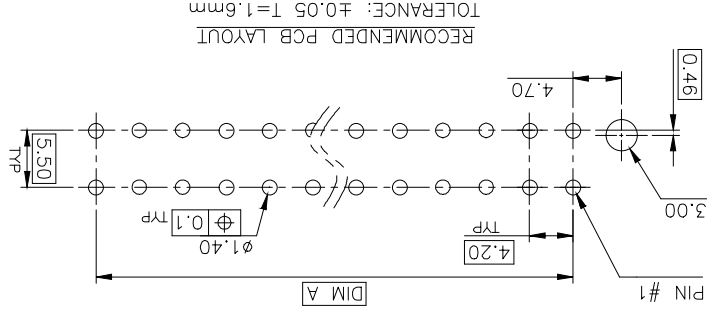 PIN #1
DIM A
4.20
TYP
ø1.40
⌖ 0.1 TYP
3.00
5.50
TYP
4.70
0.46
RECOMMENDED PCB LAYOUT
TOLERANCE: ±0.05 T=1.6mm